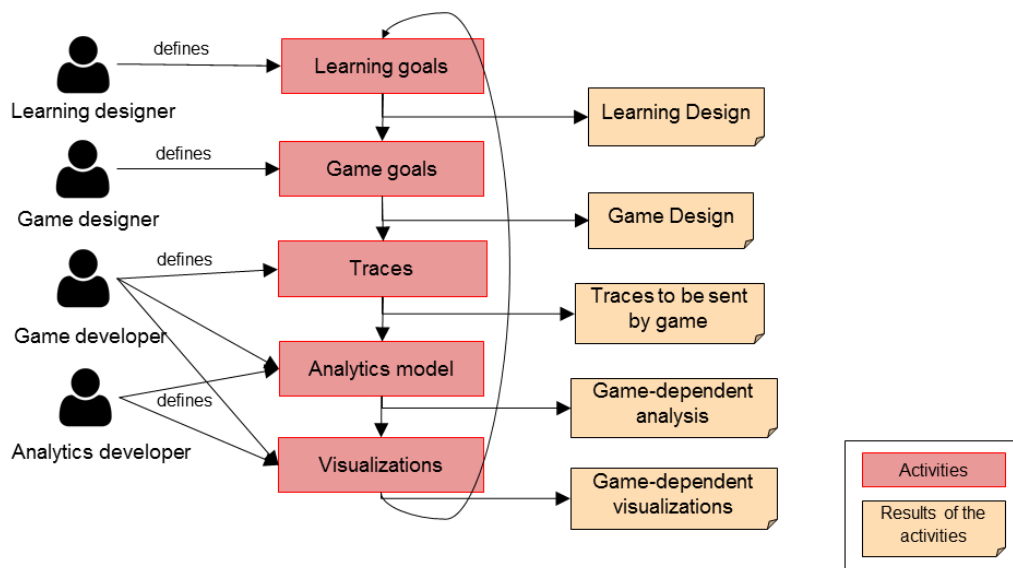 defines
Learning goals
Learning designer
Learning Design
defines
Game goals
Game designer
Game Design
defines
Traces
Game developer
Traces to be sent
by game
Analytics model
defines
Game-dependent
analysis
Analytics developer
Visualizations
Game-dependent
visualizations
Activities
Results of the
activities